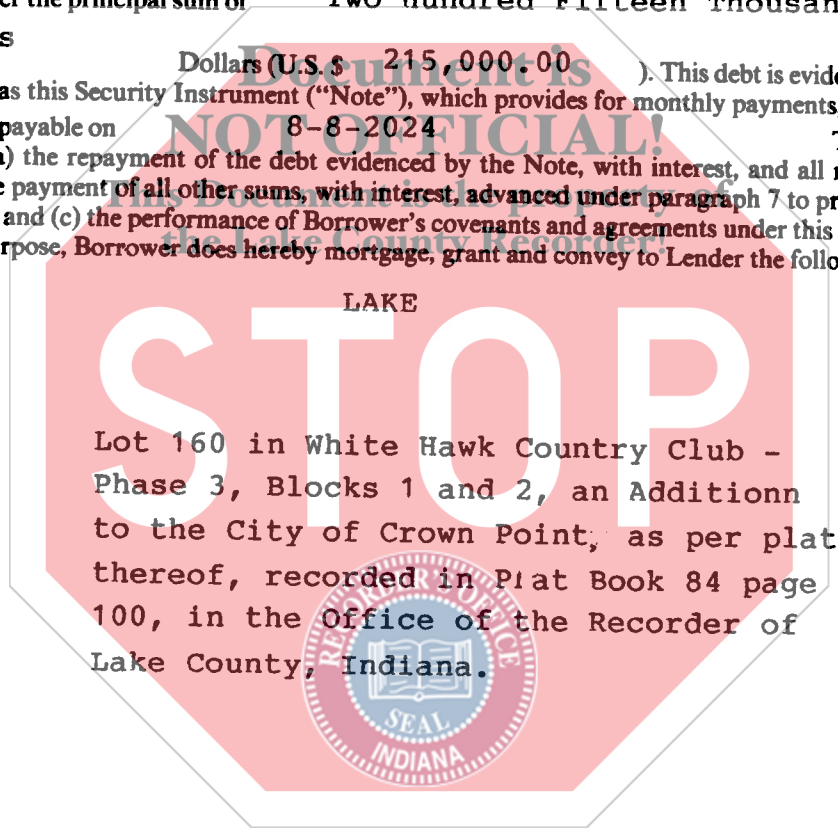 the principal sum of Two Hundred Fifteen Thousan
s
Dollars (U.S. $ 215,000.00 ). This debt is evid
as this Security Instrument ("Note"), which provides for monthly payments
payable on 8-8-2024
) the repayment of the debt evidenced by the Note, with interest, and all
payment of all other sums, with interest, advanced under paragraph 7 to pr
and (c) the performance of Borrower's covenants and agreements under this
rpose, Borrower does hereby mortgage, grant and convey to Lender the follo
Document is
NOT OFFICIAL!
This Document is the property of
the Lake County Recorder!
LAKE
STOP
Lot 160 in White Hawk Country Club -
Phase 3, Blocks 1 and 2, an Additionn
to the City of Crown Point, as per plat
thereof, recorded in Plat Book 84 page
100, in the Office of the Recorder of
Lake County, Indiana.
RECORDER'S OFFICE
SEAL
INDIANA